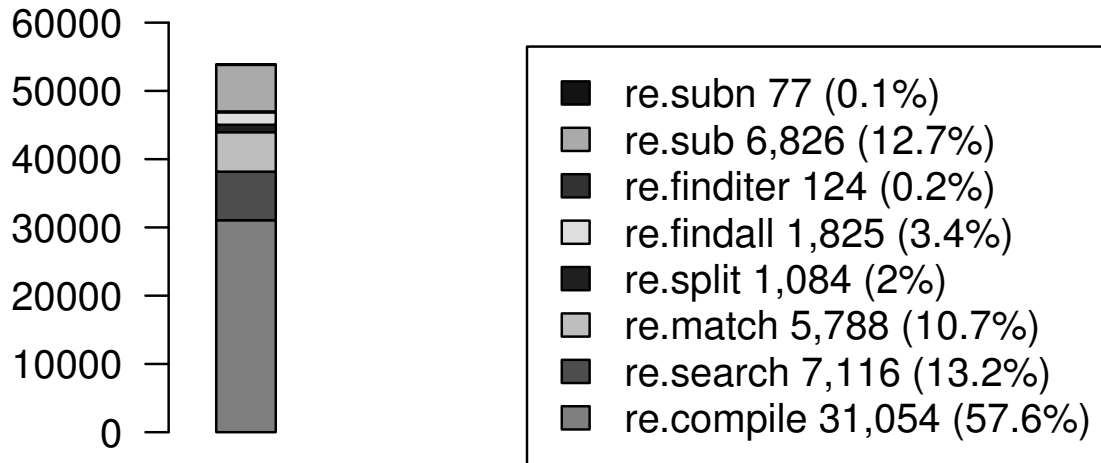 60000
50000
40000
30000
20000
10000
0
re.subn 77 (0.1%)
re.sub 6,826 (12.7%)
re.finditer 124 (0.2%)
re.findall 1,825 (3.4%)
re.split 1,084 (2%)
re.match 5,788 (10.7%)
re.search 7,116 (13.2%)
re.compile 31,054 (57.6%)